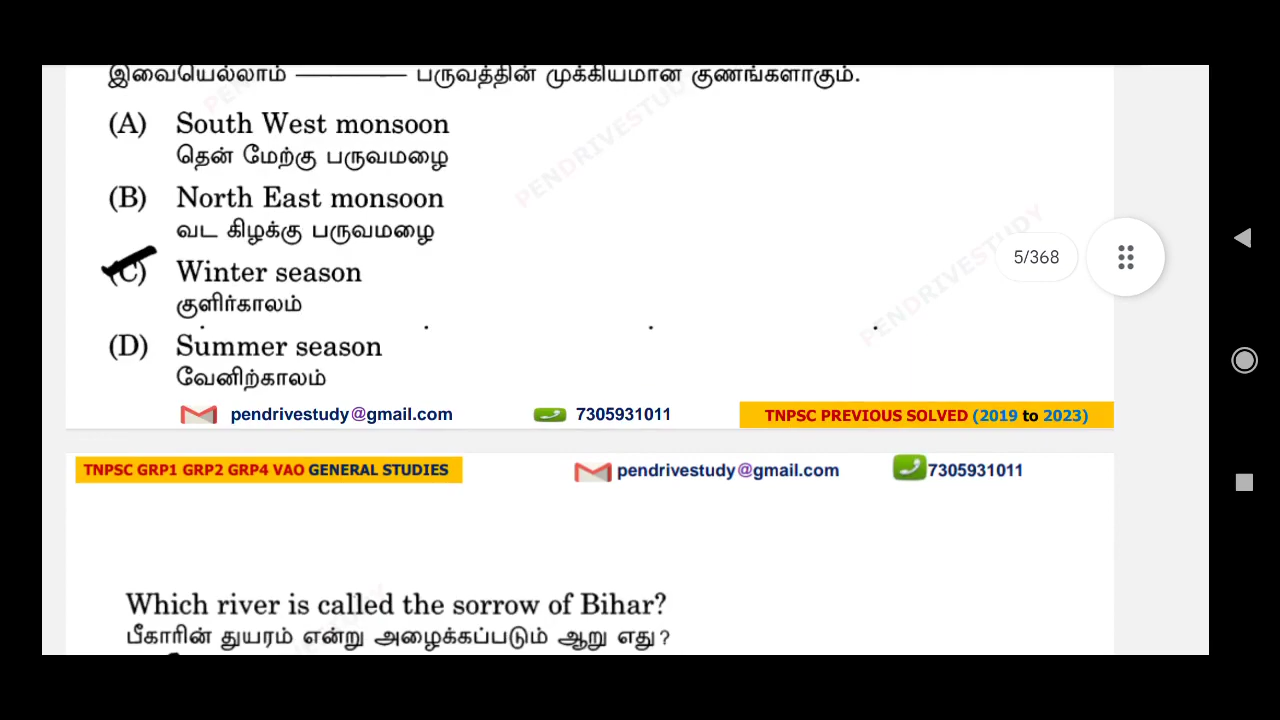 இவையெல்லாம் ———— பருவத்தின் முக்கியமான குணங்களாகும்.
(A) South West monsoon
தென் மேற்கு பருவமழை
(B) North East monsoon
வட கிழக்கு பருவமழை
(C) Winter season
குளிர்காலம்
(D) Summer season
வேனிற்காலம்
5/368
pendrivestudy@gmail.com 7305931011 TNPSC PREVIOUS SOLVED (2019 to 2023)
TNPSC GRP1 GRP2 GRP4 VAO GENERAL STUDIES pendrivestudy@gmail.com 7305931011
Which river is called the sorrow of Bihar?
பீகாரின் துயரம் என்று அழைக்கப்படும் ஆறு எது?
PENDRIVESTUDY
PENDRIVESTUDY